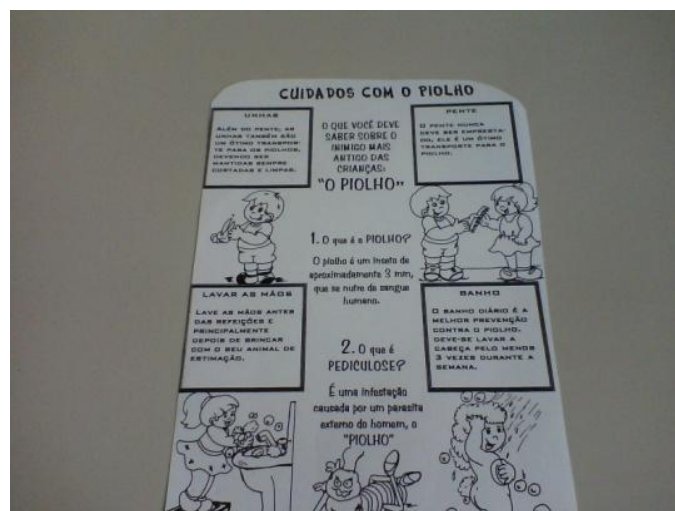 CUIDADOS COM O PIOLHO
UNHAS
ALÉM DO PENTE, AS
UNHAS TAMBÉM SÃO
UM ÓTIMO TRANSPOR-
TE PARA OS PIOLHOS,
DEVENDO SER
MANTIDAS SEMPRE
CORTADAS E LIMPAS.
O QUE VOCÊ DEVE
SABER SOBRE O
INIMIGO MAIS
ANTIGO DAS
CRIANÇAS:
"O PIOLHO"
PENTE
O PENTE NUNCA
DEVE SER EMPRESTA-
DO, ELE É UM ÓTIMO
TRANSPORTE PARA O
PIOLHO.
1. O que é o PIOLHO?
O piolho é um inseto de
aproximadamente 3 mm,
que se nutre de sangue
humano.
LAVAR AS MÃOS
LAVE AS MÃOS ANTES
DAS REFEIÇÕES E
PRINCIPALMENTE
DEPOIS DE BRINCAR
COM O SEU ANIMAL DE
ESTIMAÇÃO.
BANHO
O BANHO DIÁRIO É A
MELHOR PREVENÇÃO
CONTRA O PIOLHO.
DEVE-SE LAVAR A
CABEÇA PELO MENOS
3 VEZES DURANTE A
SEMANA.
2. O que é
PEDICULOSE?
É uma infestação
causada por um parasita
externo do homem, o
"PIOLHO"